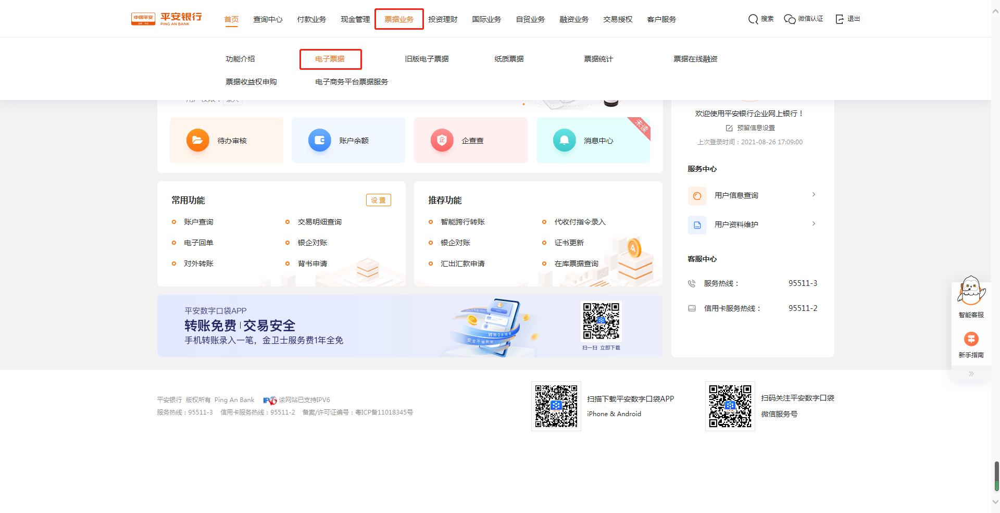 中国平安 平安银行
PING AN BANK
首页 查询中心 付款业务 现金管理 票据业务 投资理财 国际业务 自贸业务 融资业务 交易授权 客户服务 搜索 微信认证 退出
功能介绍 电子票据 旧版电子票据 纸质票据 票据统计 票据在线融资
票据收益权申购 电子商务平台票据服务
待办审核 账户余额 企查查 消息中心 未读
欢迎使用平安银行企业网上银行！
预留信息设置
上次登录时间：2021-08-26 17:09:00
服务中心
用户信息查询
用户资料维护
客服中心
服务热线： 95511-3
信用卡服务热线： 95511-2
常用功能 设置
账户查询 交易明细查询
电子回单 银企对账
对外转账 背书申请
推荐功能
智能跨行转账 代收付指令录入
银企对账 证书更新
汇出汇款申请 在库票据查询
平安数字口袋APP
转账免费 交易安全
手机转账录入一笔，金卫士服务费1年全免
扫一扫 立即下载
智能客服
新手指南
平安银行 版权所有 Ping An Bank IPV6 该网站已支持IPV6
服务热线：95511-3 信用卡服务热线：95511-2 备案/许可证编号：粤ICP备11018345号
扫描下载平安数字口袋APP
iPhone & Android
扫码关注平安数字口袋
微信服务号